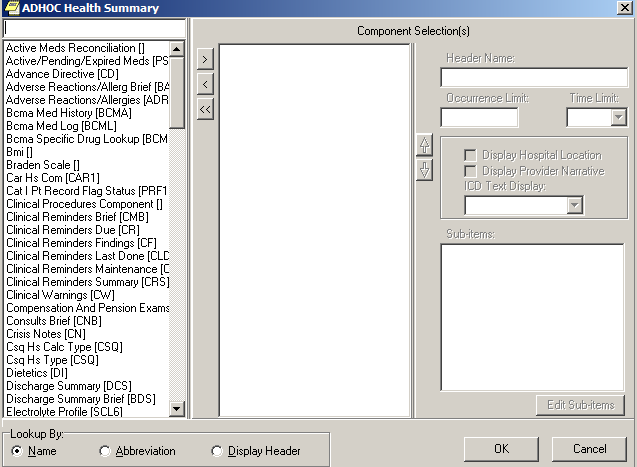 ADHOC Health Summary
Component Selection(s)
Active Meds Reconciliation []
Active/Pending/Expired Meds [PS
Advance Directive [CD]
Adverse Reactions/Allerg Brief [BA
Adverse Reactions/Allergies [ADR
Bcma Med History [BCMA]
Bcma Med Log [BCML]
Bcma Specific Drug Lookup [BCM
Bmi []
Braden Scale []
Car Hs Com [CAR1]
Cat I Pt Record Flag Status [PRF1
Clinical Procedures Component []
Clinical Reminders Brief [CMB]
Clinical Reminders Due [CR]
Clinical Reminders Findings [CF]
Clinical Reminders Last Done [CLD
Clinical Reminders Maintenance [C
Clinical Reminders Summary [CRS]
Clinical Warnings [CW]
Compensation And Pension Exams
Consults Brief [CNB]
Crisis Notes [CN]
Csq Hs Calc Type [CSQ]
Csq Hs Type [CSQ]
Dietetics [DI]
Discharge Summary [DCS]
Discharge Summary Brief [BDS]
Electrolyte Profile [SCL6]
>
<
<<
Header Name:
Occurrence Limit: Time Limit:
Display Hospital Location
Display Provider Narrative
ICD Text Display:
Sub-items:
Edit Sub-items
Lookup By:
Name Abbreviation Display Header
OK Cancel